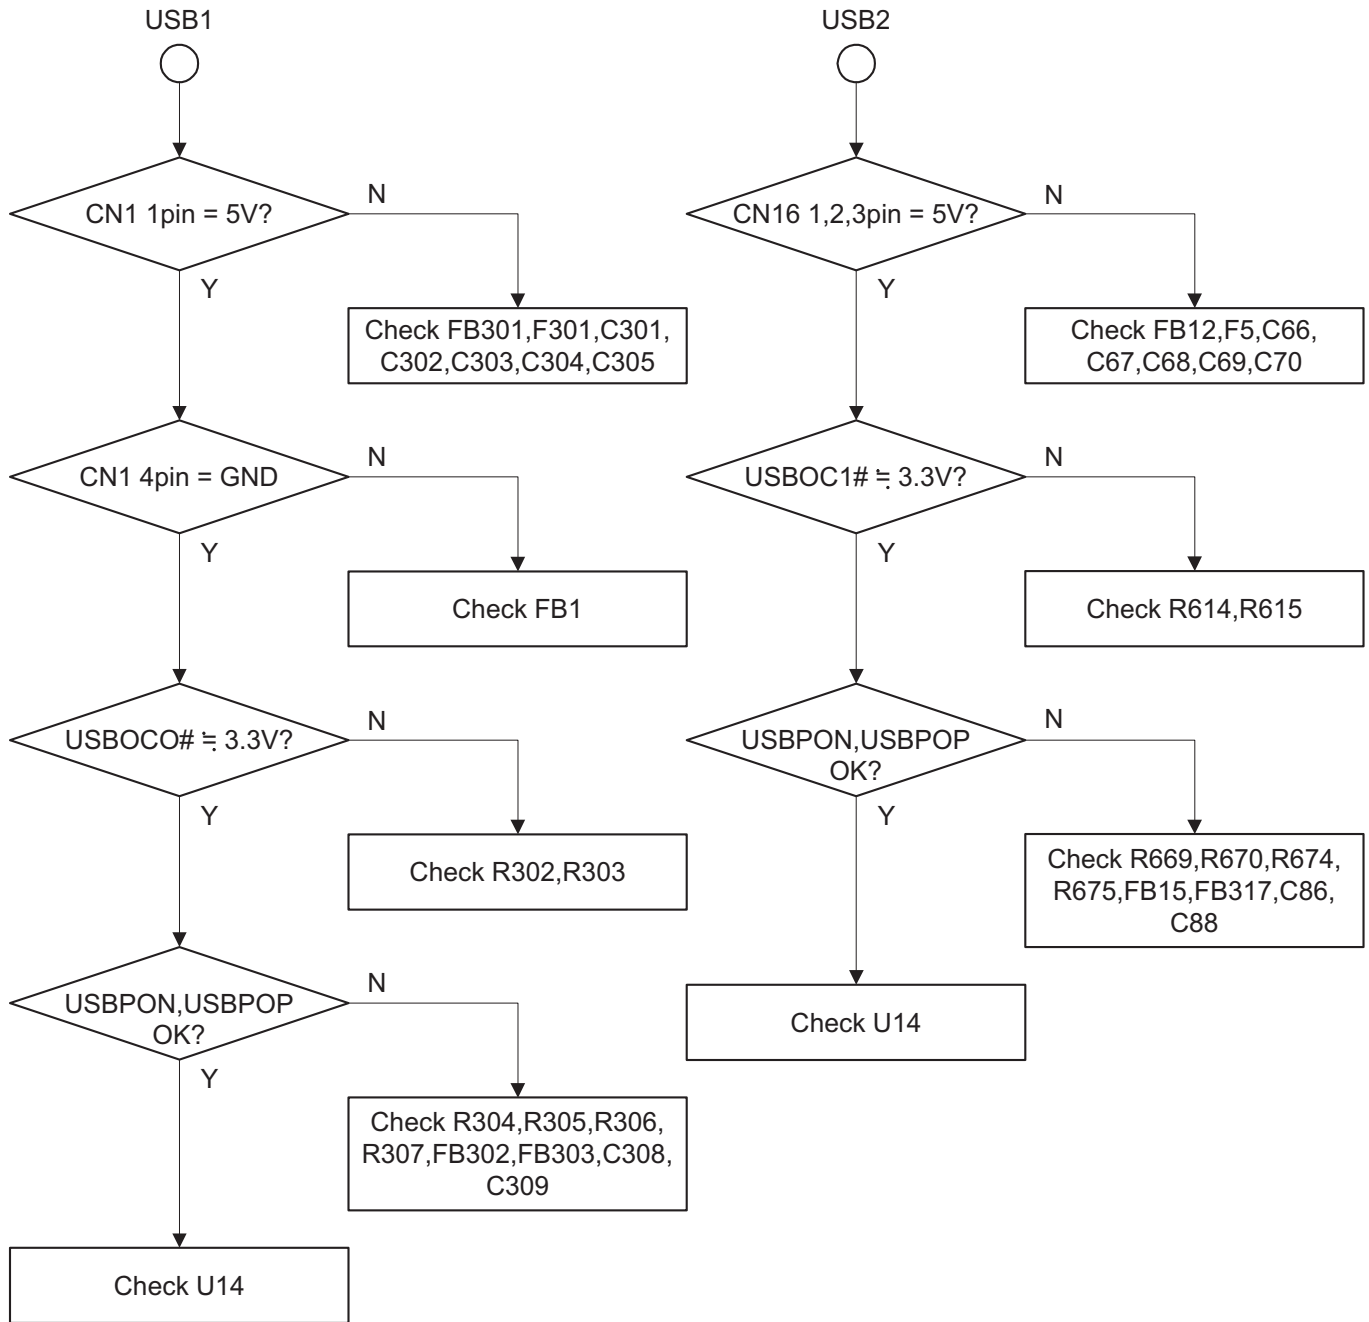 USB1
CN1 1pin = 5V?
N
Y
Check FB301,F301,C301,
C302,C303,C304,C305
CN1 4pin = GND
N
Y
Check FB1
USBOCO# ≒ 3.3V?
N
Y
Check R302,R303
USBPON,USBPOP
OK?
N
Y
Check R304,R305,R306,
R307,FB302,FB303,C308,
C309
Check U14
USB2
CN16 1,2,3pin = 5V?
N
Y
Check FB12,F5,C66,
C67,C68,C69,C70
USBOC1# ≒ 3.3V?
N
Y
Check R614,R615
USBPON,USBPOP
OK?
N
Y
Check R669,R670,R674,
R675,FB15,FB317,C86,
C88
Check U14